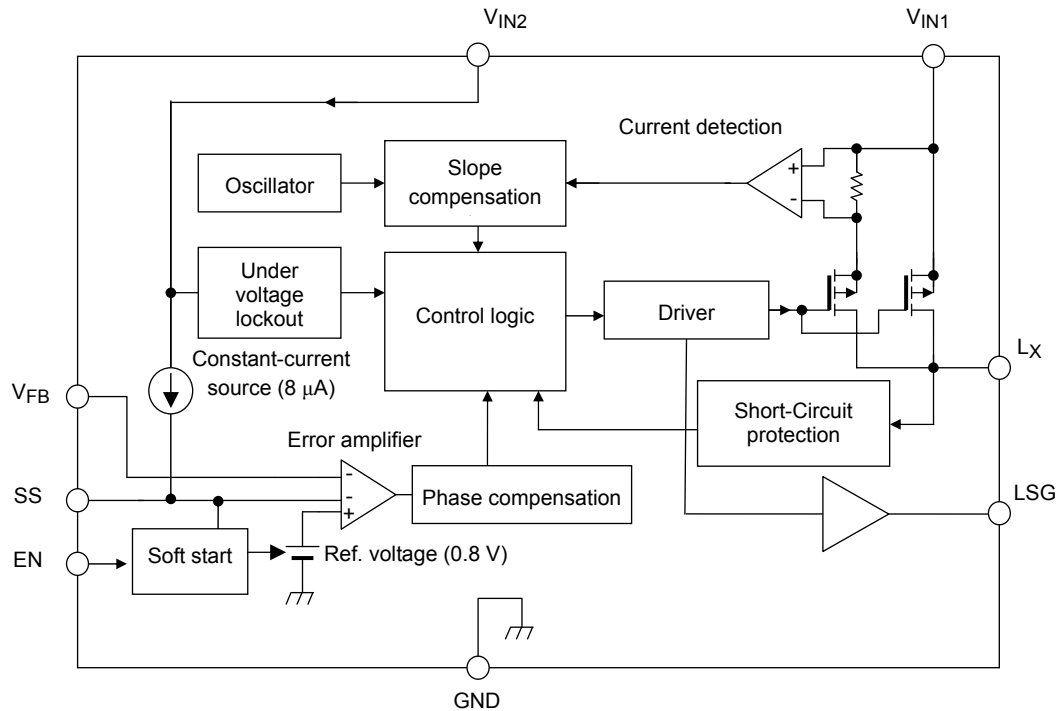 VIN2
VIN1
Current detection
Oscillator
Slope
compensation
+
-
Under
voltage
lockout
Control logic
Driver
Constant-current
source (8 μA)
LX
VFB
Short-Circuit
protection
Error amplifier
-
-
+
Phase compensation
SS
LSG
EN
Soft start
Ref. voltage (0.8 V)
GND